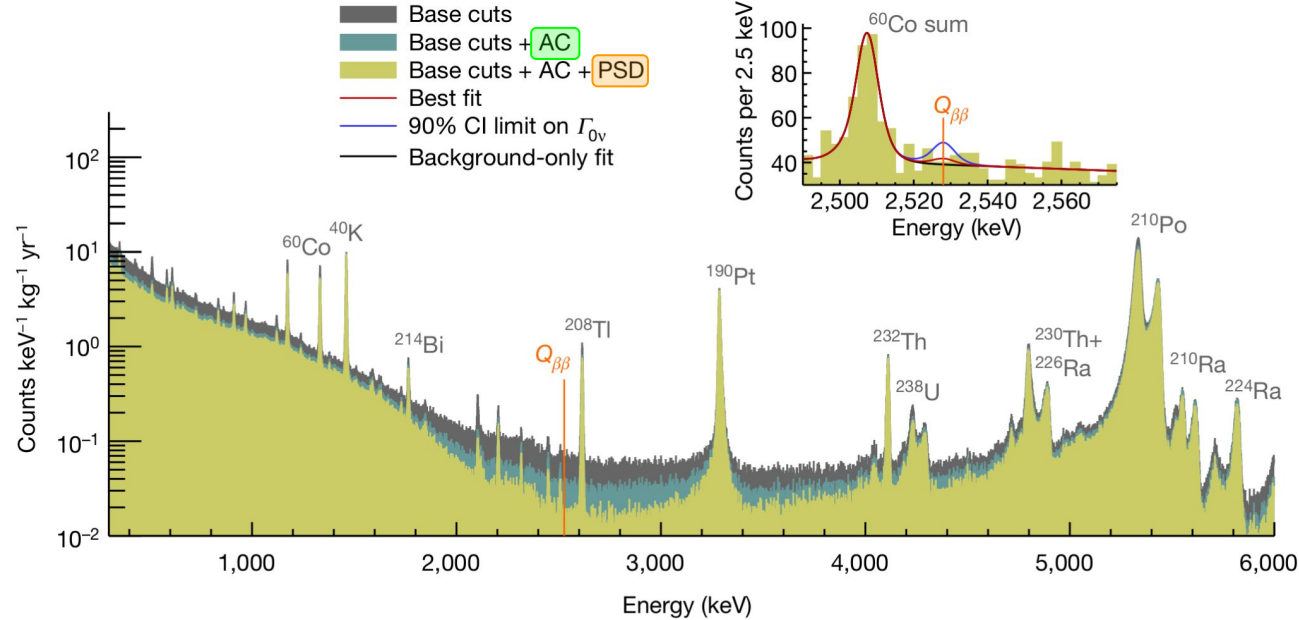 Base cuts
Base cuts + AC
Base cuts + AC + PSD
Best fit
90% CI limit on Γ0ν
Background-only fit
Counts per 2.5 keV
100
80
60
40
60Co sum
Qββ
2,500
2,520
2,540
2,560
Energy (keV)
Counts keV−1 kg−1 yr−1
10²
10¹
10⁰
10−1
10−2
60Co
40K
214Bi
Qββ
208Tl
190Pt
232Th
238U
230Th+
226Ra
210Po
210Ra
224Ra
1,000
2,000
3,000
4,000
5,000
6,000
Energy (keV)